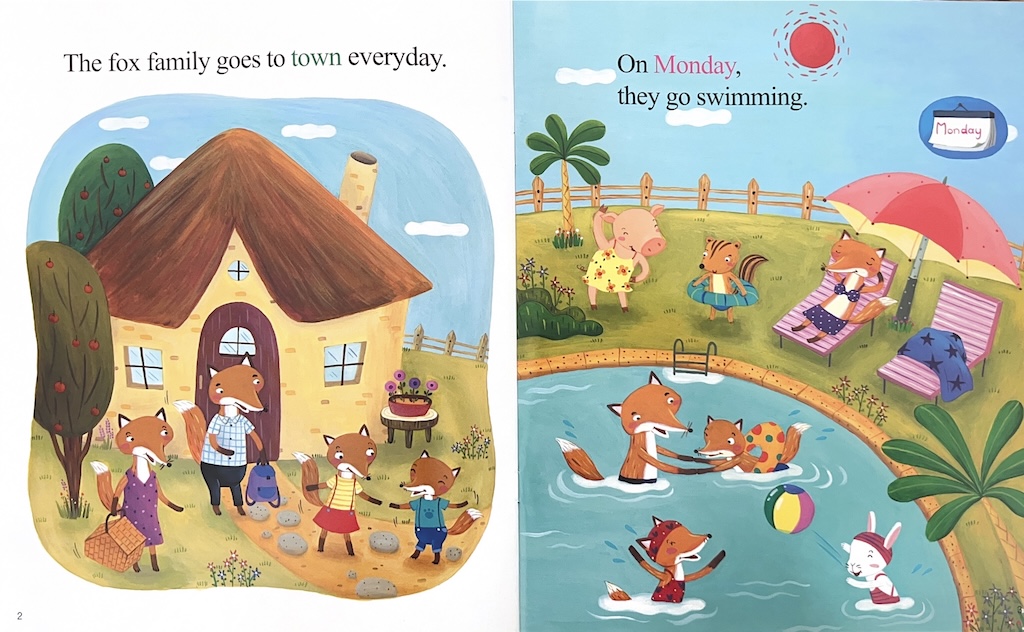 The fox family goes to town everyday.
2
On Monday,
they go swimming.
Monday